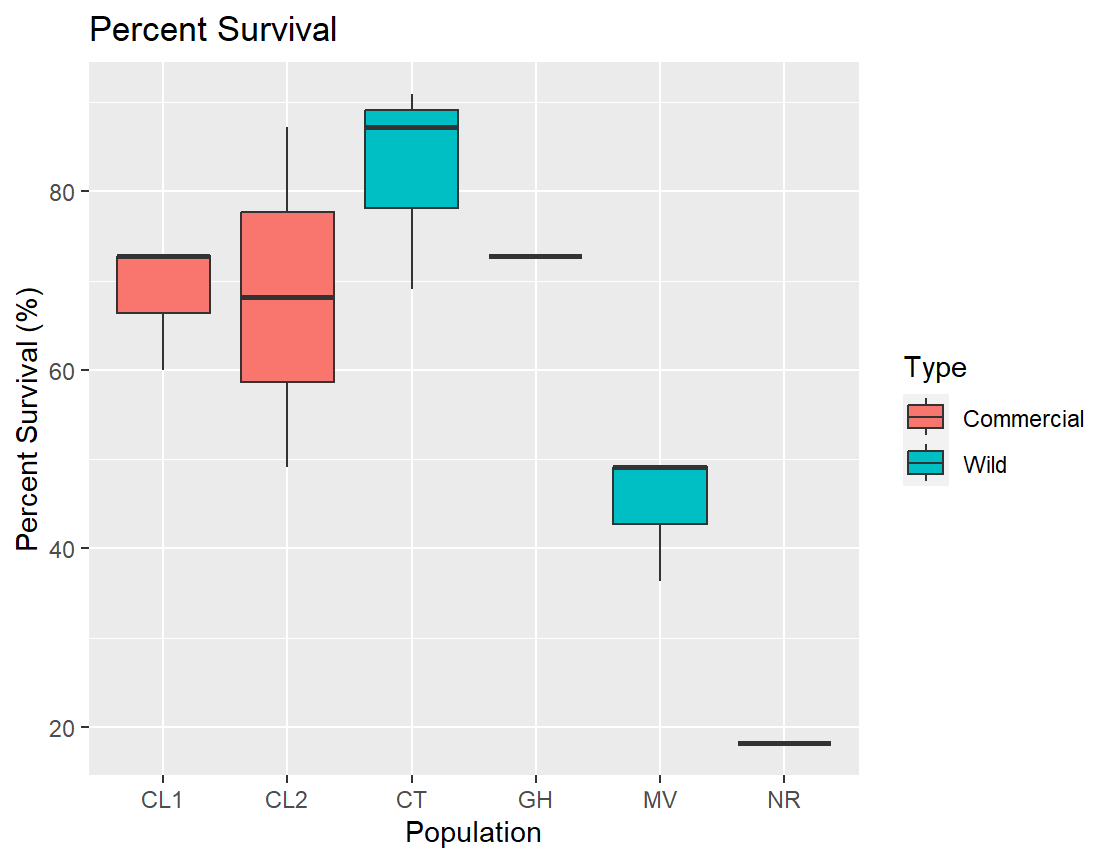 Percent Survival
Percent Survival (%)
80
60
40
20
CL1 CL2 CT GH MV NR
Population
Type
Commercial
Wild